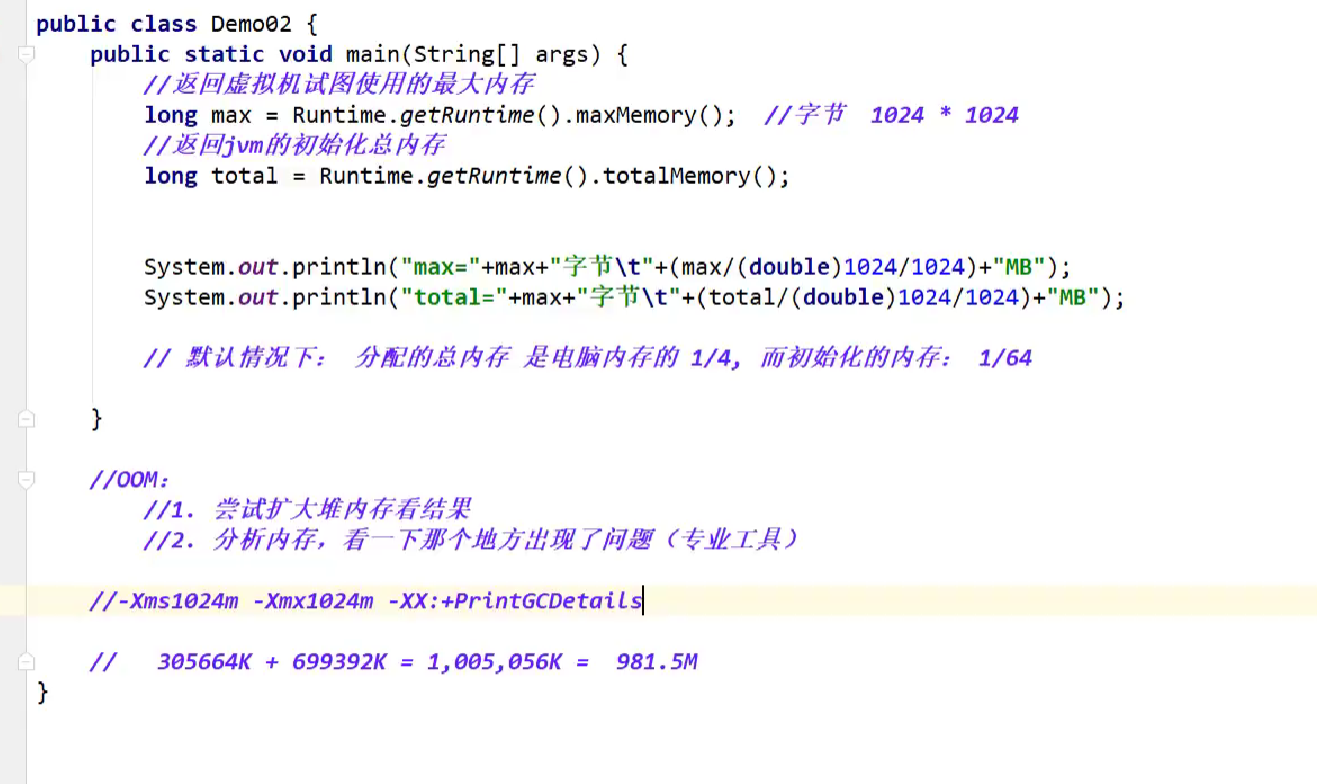 public class Demo02 {
public static void main(String[] args) {
//返回虚拟机试图使用的最大内存
long max = Runtime.getRuntime().maxMemory();  //字节  1024 * 1024
//返回jvm的初始化总内存
long total = Runtime.getRuntime().totalMemory();
System.out.println("max="+max+"字节\t"+(max/(double)1024/1024)+"MB");
System.out.println("total="+max+"字节\t"+(total/(double)1024/1024)+"MB");
// 默认情况下： 分配的总内存 是电脑内存的 1/4, 而初始化的内存： 1/64
}
//OOM：
//1. 尝试扩大堆内存看结果
//2. 分析内存，看一下那个地方出现了问题（专业工具）
//-Xms1024m -Xmx1024m -XX:+PrintGCDetails
//   305664K + 699392K = 1,005,056K =  981.5M
}